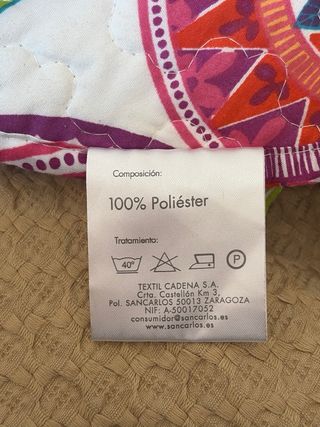 Composición:
100% Poliéster
Tratamiento:
40º P
TEXTIL CADENA S.A.
Crta. Castellón Km 3,
Pol. SANCARLOS 50013 ZARAGOZA
NIF: A-50017052
consumidor@sancarlos.es
www.sancarlos.es